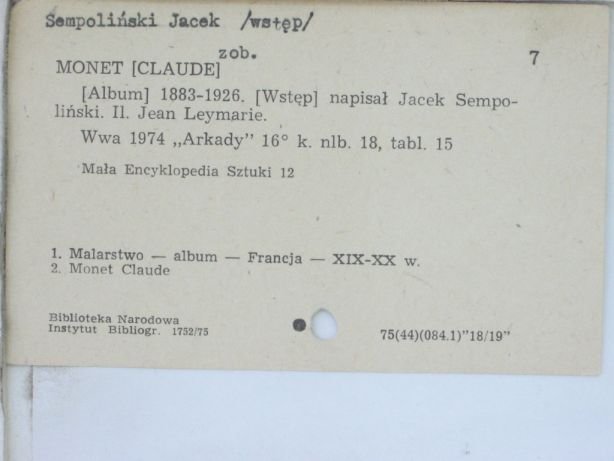 Sempoliński Jacek /wstęp/
zob.
7
MONET [CLAUDE]
[Album] 1883-1926. [Wstęp] napisał Jacek Sempo-
liński. Il. Jean Leymarie.
Wwa 1974 „Arkady” 16° k. nlb. 18, tabl. 15
Mała Encyklopedia Sztuki 12
1. Malarstwo — album — Francja — XIX-XX w.
2. Monet Claude
Biblioteka Narodowa
Instytut Bibliogr. 1752/75
75(44)(084.1)"18/19"